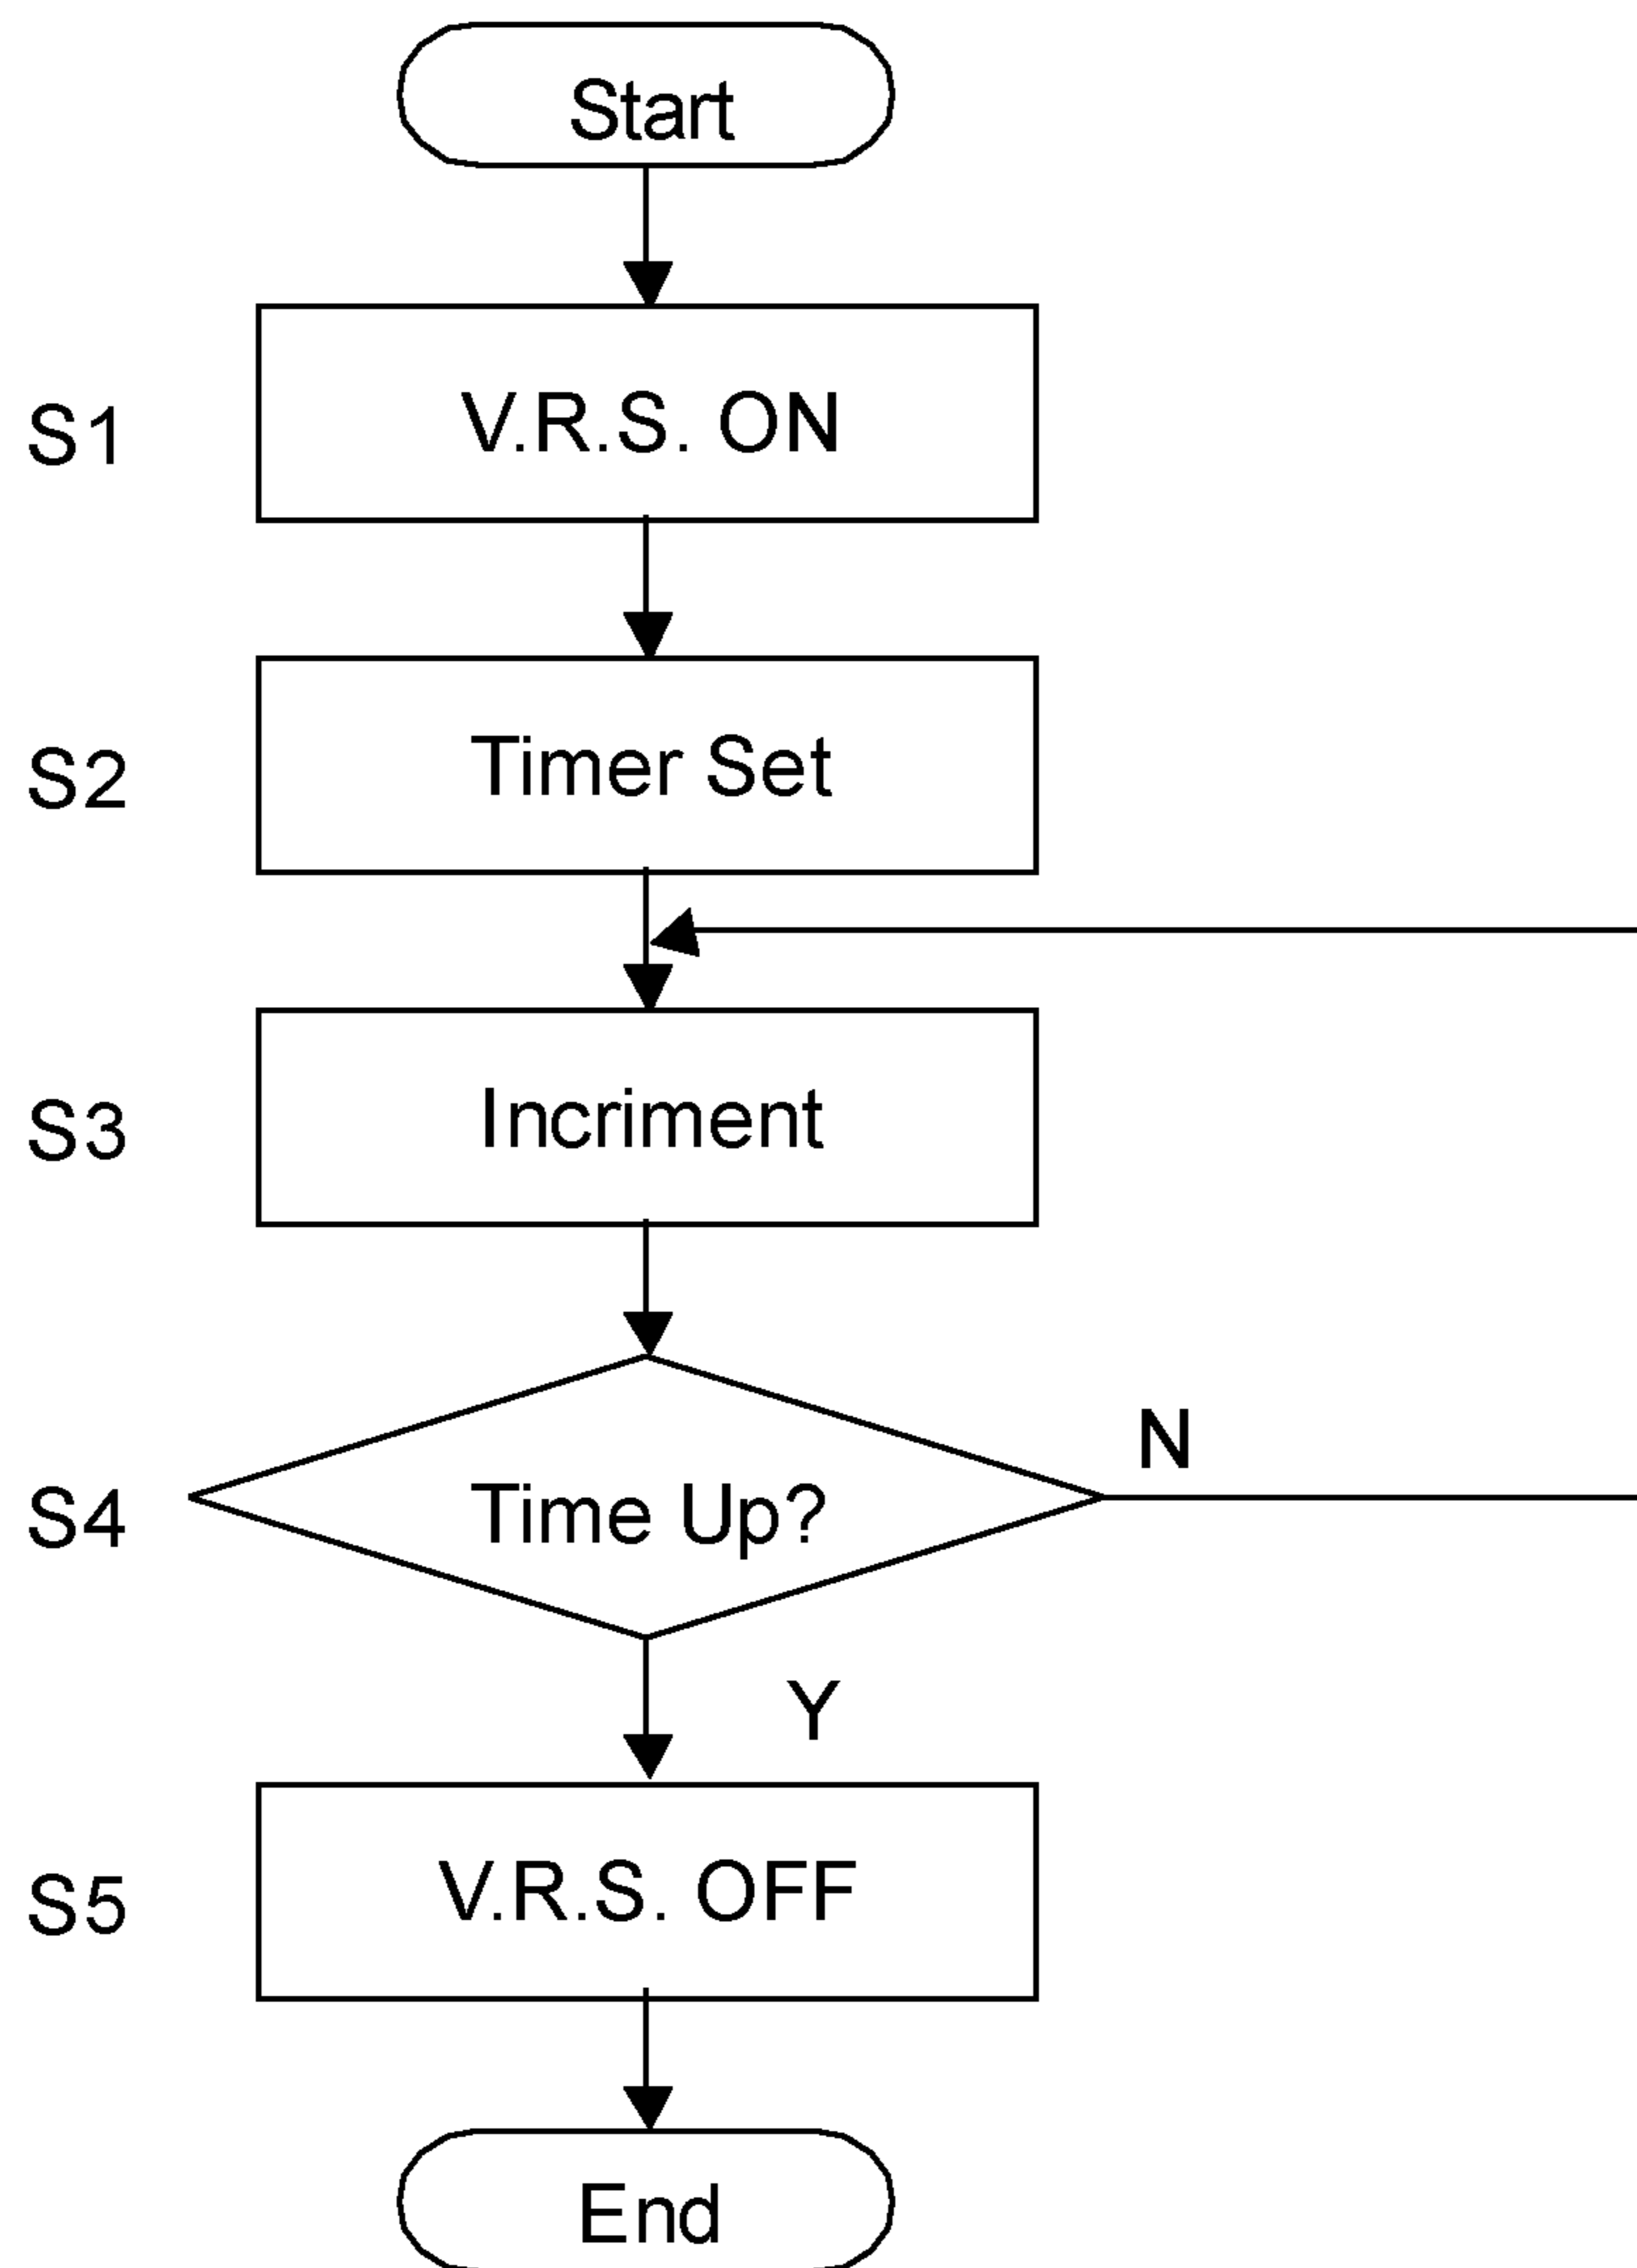 Start
S1 V.R.S. ON
S2 Timer Set
S3 Incriment
S4 Time Up? N
Y
S5 V.R.S. OFF
End